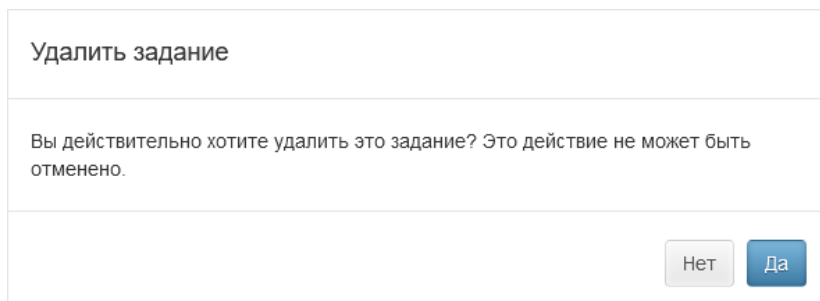 Удалить задание
Вы действительно хотите удалить это задание? Это действие не может быть
отменено.
Нет
Да